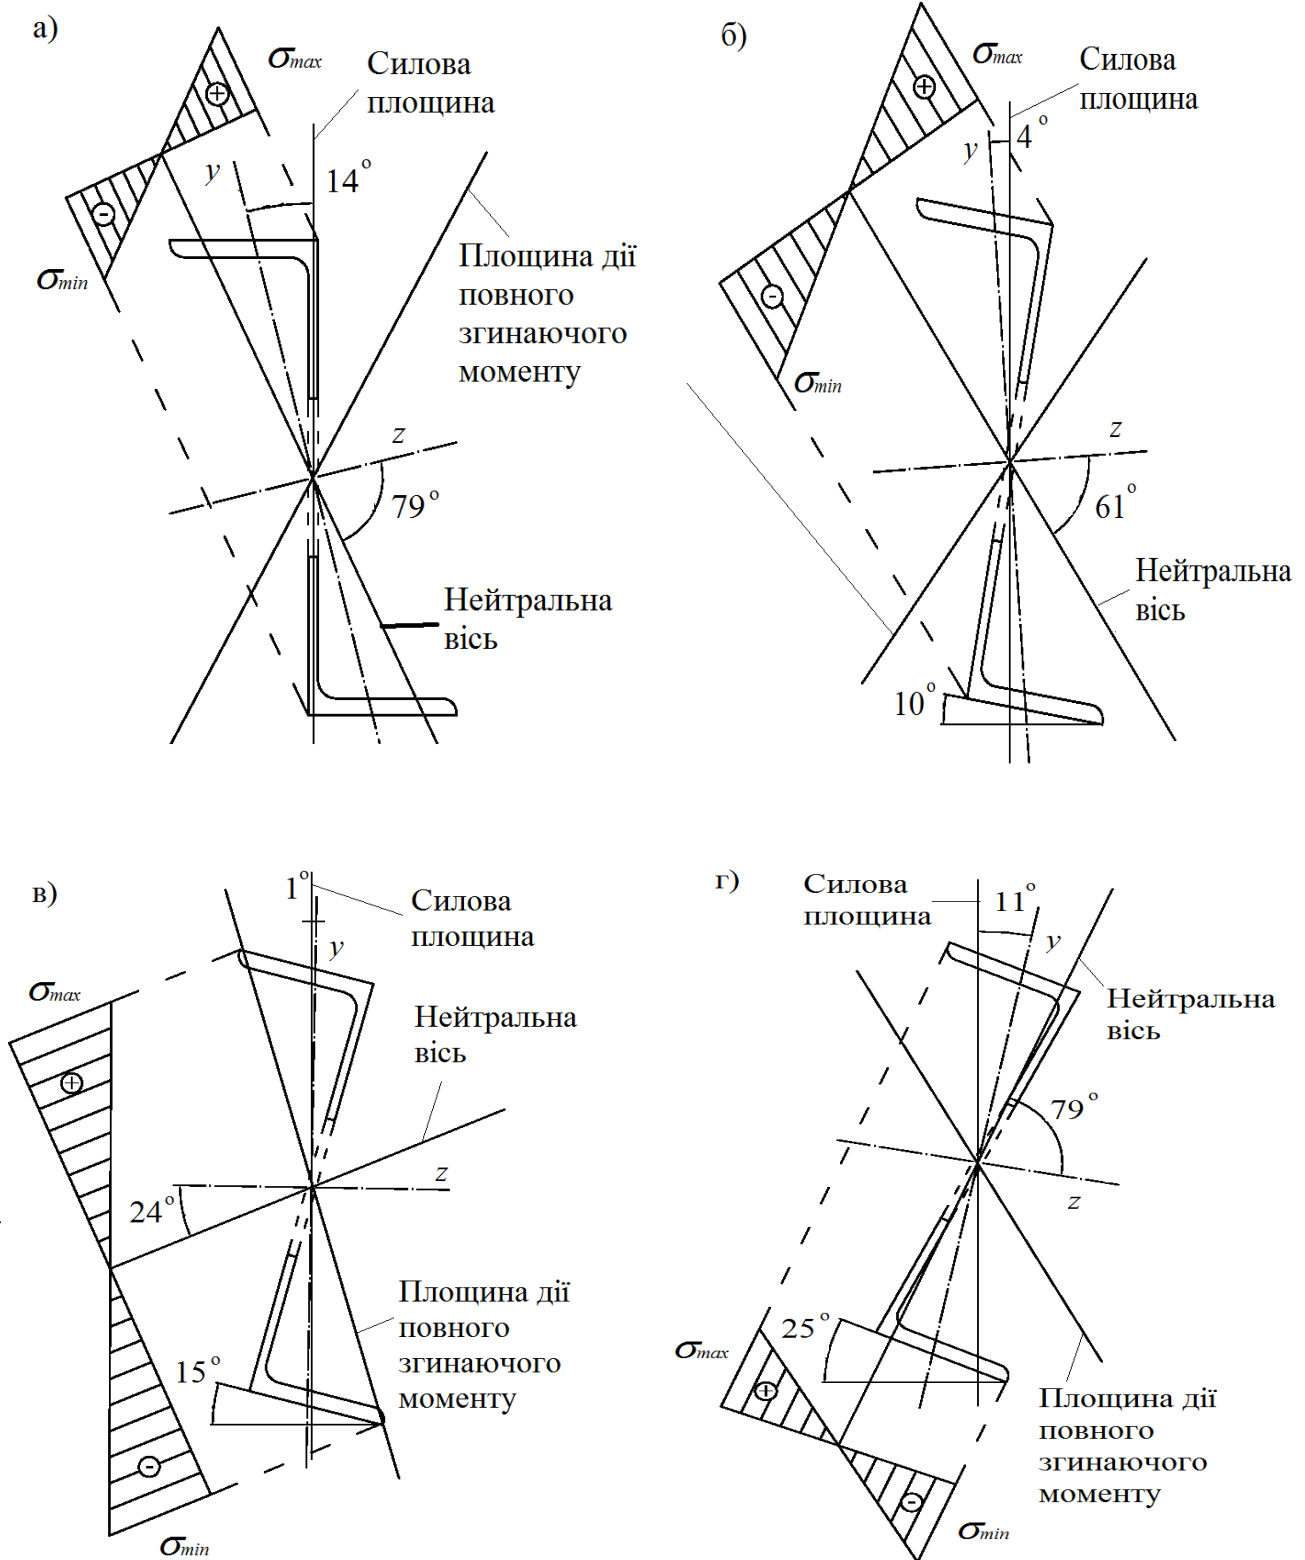 а)
σmax
Силова
площина
y
14°
Площина дії
повного
згинаючого
моменту
σmin
z
79°
Нейтральна
вісь
б)
σmax
Силова
площина
y
4°
σmin
z
61°
Нейтральна
вісь
10°
в)
1°
Силова
площина
y
σmax
Нейтральна
вісь
z
24°
Площина дії
повного
згинаючого
моменту
15°
σmin
г)
Силова
площина
11°
y
Нейтральна
вісь
79°
z
25°
σmax
Площина дії
повного
згинаючого
моменту
σmin